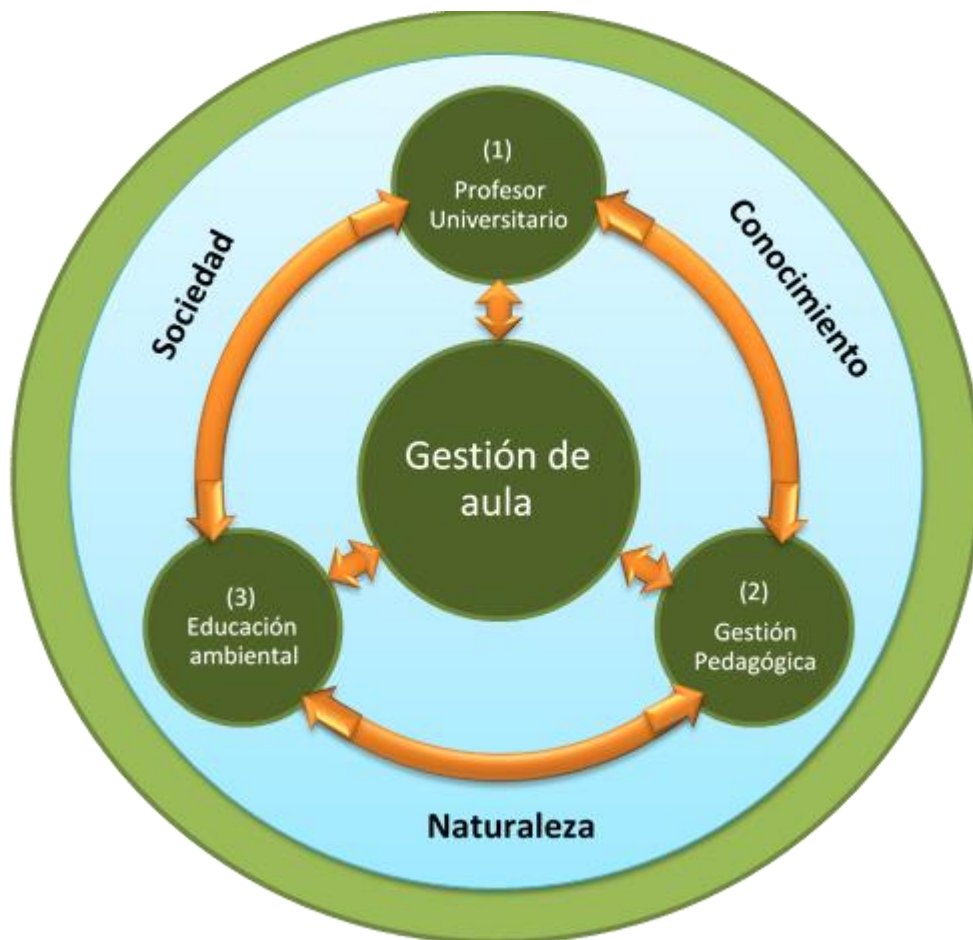 (1)
Profesor
Universitario
Sociedad
Conocimiento
Gestión de
aula
(3)
Educación
ambiental
(2)
Gestión
Pedagógica
Naturaleza